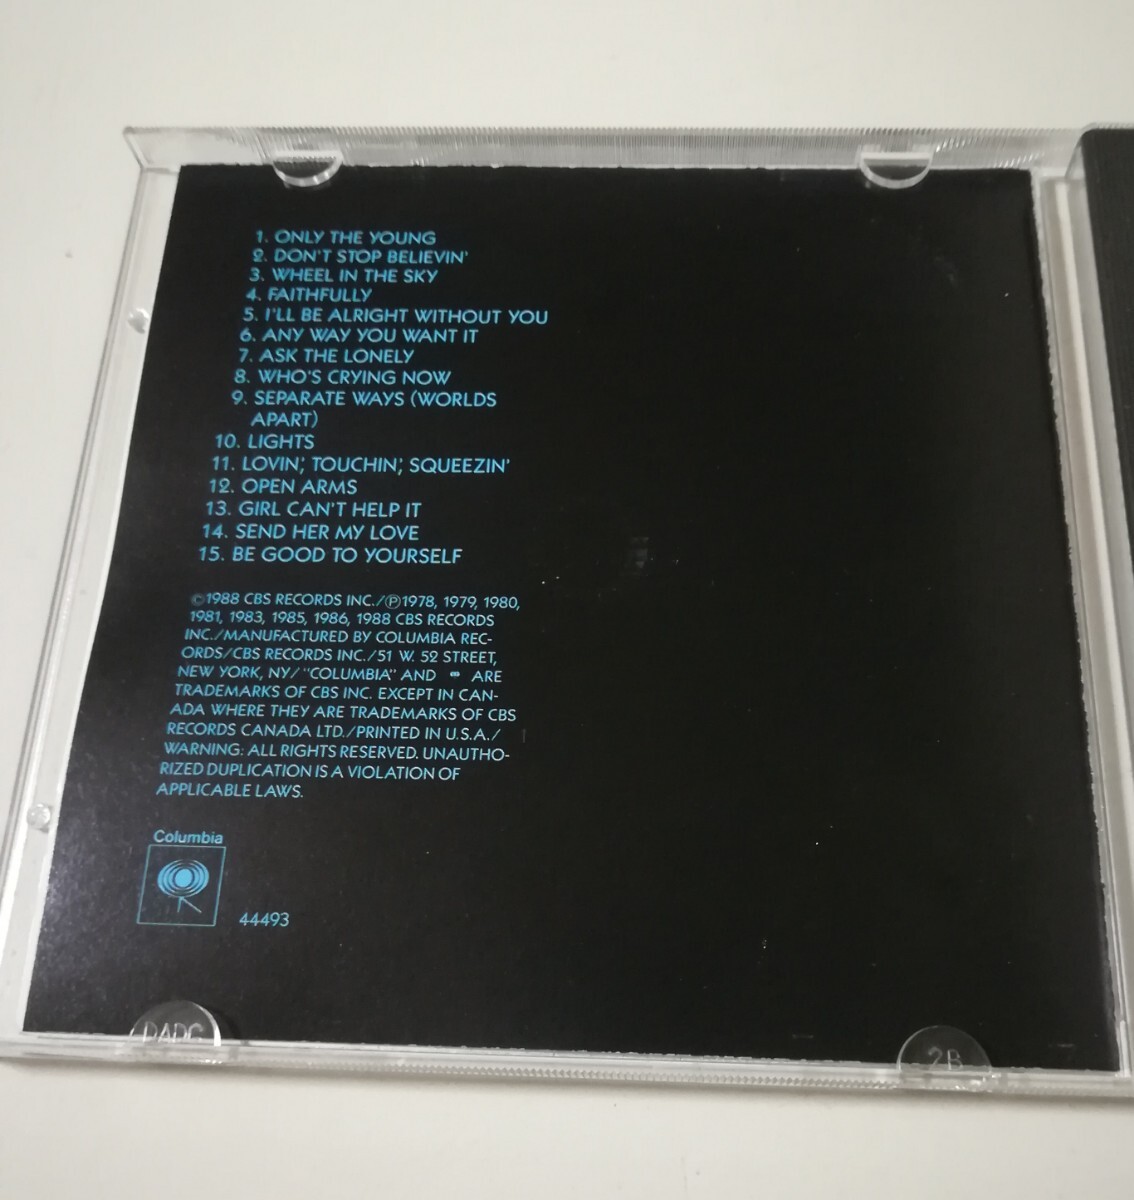 1. ONLY THE YOUNG
2. DON'T STOP BELIEVIN'
3. WHEEL IN THE SKY
4. FAITHFULLY
5. I'LL BE ALRIGHT WITHOUT YOU
6. ANY WAY YOU WANT IT
7. ASK THE LONELY
8. WHO'S CRYING NOW
9. SEPARATE WAYS (WORLDS
APART)
10. LIGHTS
11. LOVIN', TOUCHIN', SQUEEZIN'
12. OPEN ARMS
13. GIRL CAN'T HELP IT
14. SEND HER MY LOVE
15. BE GOOD TO YOURSELF
©1988 CBS RECORDS INC./℗1978, 1979, 1980,
1981, 1983, 1985, 1986, 1988 CBS RECORDS
INC./MANUFACTURED BY COLUMBIA REC-
ORDS/CBS RECORDS INC./51 W. 52 STREET,
NEW YORK, NY/ "COLUMBIA" AND ARE
TRADEMARKS OF CBS INC. EXCEPT IN CAN-
ADA WHERE THEY ARE TRADEMARKS OF CBS
RECORDS CANADA LTD./PRINTED IN U.S.A./
WARNING: ALL RIGHTS RESERVED. UNAUTHO-
RIZED DUPLICATION IS A VIOLATION OF
APPLICABLE LAWS.
Columbia
44493
DADC
2B